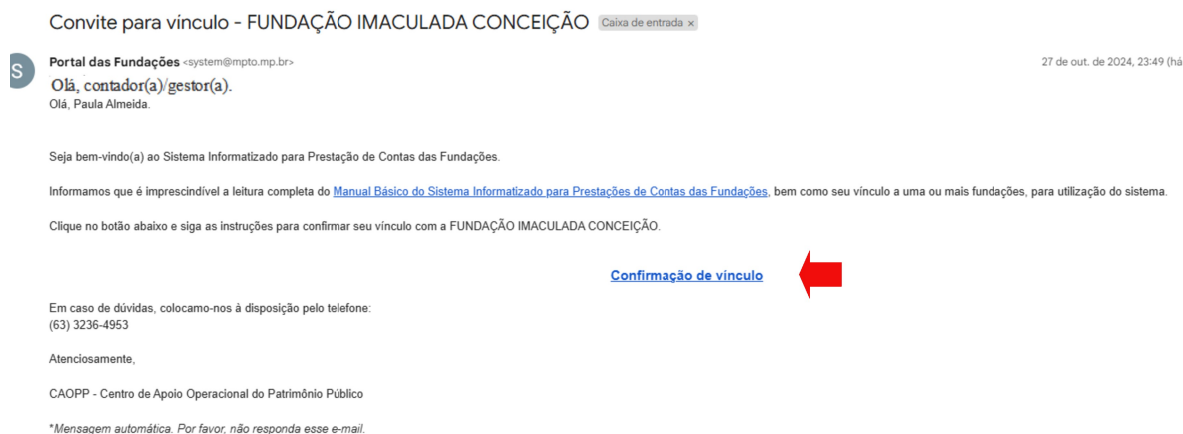 Convite para vínculo - FUNDAÇÃO IMACULADA CONCEIÇÃO Caixa de entrada x
S
Portal das Fundações <system@mpto.mp.br> 27 de out. de 2024, 23:49 (há
Olá, contador(a)/gestor(a).
Olá, Paula Almeida.
Seja bem-vindo(a) ao Sistema Informatizado para Prestação de Contas das Fundações.
Informamos que é imprescindível a leitura completa do Manual Básico do Sistema Informatizado para Prestações de Contas das Fundações, bem como seu vínculo a uma ou mais fundações, para utilização do sistema.
Clique no botão abaixo e siga as instruções para confirmar seu vínculo com a FUNDAÇÃO IMACULADA CONCEIÇÃO.
Confirmação de vínculo
Em caso de dúvidas, colocamo-nos à disposição pelo telefone:
(63) 3236-4953
Atenciosamente,
CAOPP - Centro de Apoio Operacional do Patrimônio Público
*Mensagem automática. Por favor, não responda esse e-mail.